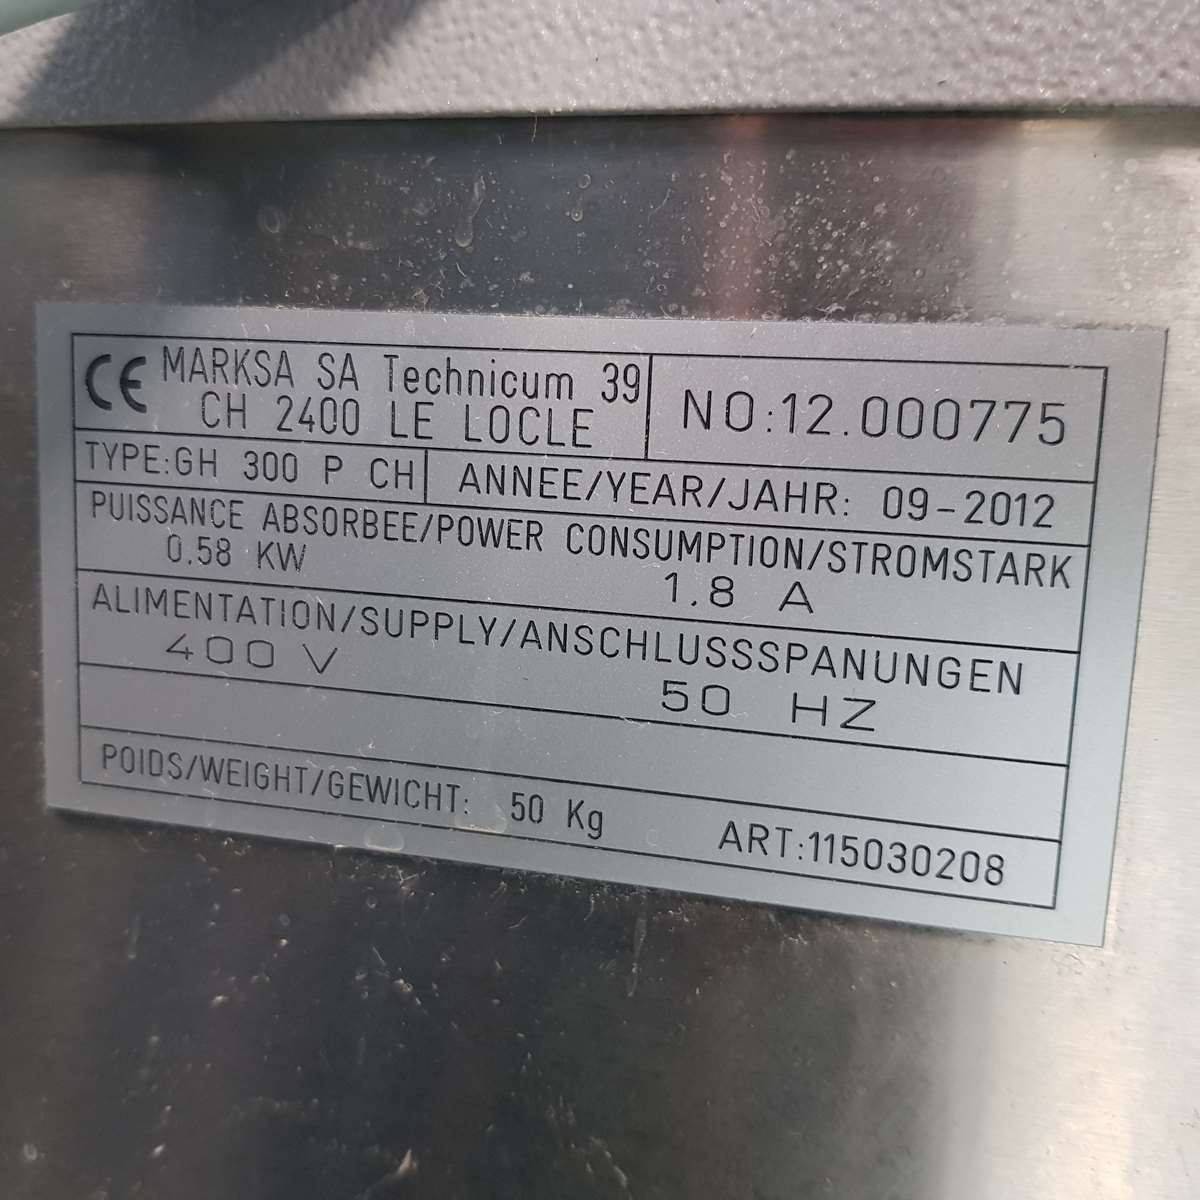 CE MARKSA SA Technicum 39
CH 2400 LE LOCLE
NO:12.000775
TYPE:GH 300 P CH
ANNEE/YEAR/JAHR: 09-2012
PUISSANCE ABSORBEE/POWER CONSUMPTION/STROMSTARK
0.58 KW 1.8 A
ALIMENTATION/SUPPLY/ANSCHLUSSSPANUNGEN
400 V 50 HZ
POIDS/WEIGHT/GEWICHT: 50 Kg
ART:115030208